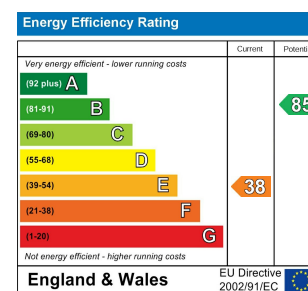 Energy Efficiency Rating
Current Potenti
Very energy efficient - lower running costs
(92 plus) A
(81-91) B
85
(69-80) C
(55-68) D
(39-54) E
38
(21-38) F
(1-20) G
Not energy efficient - higher running costs
England & Wales
EU Directive
2002/91/EC